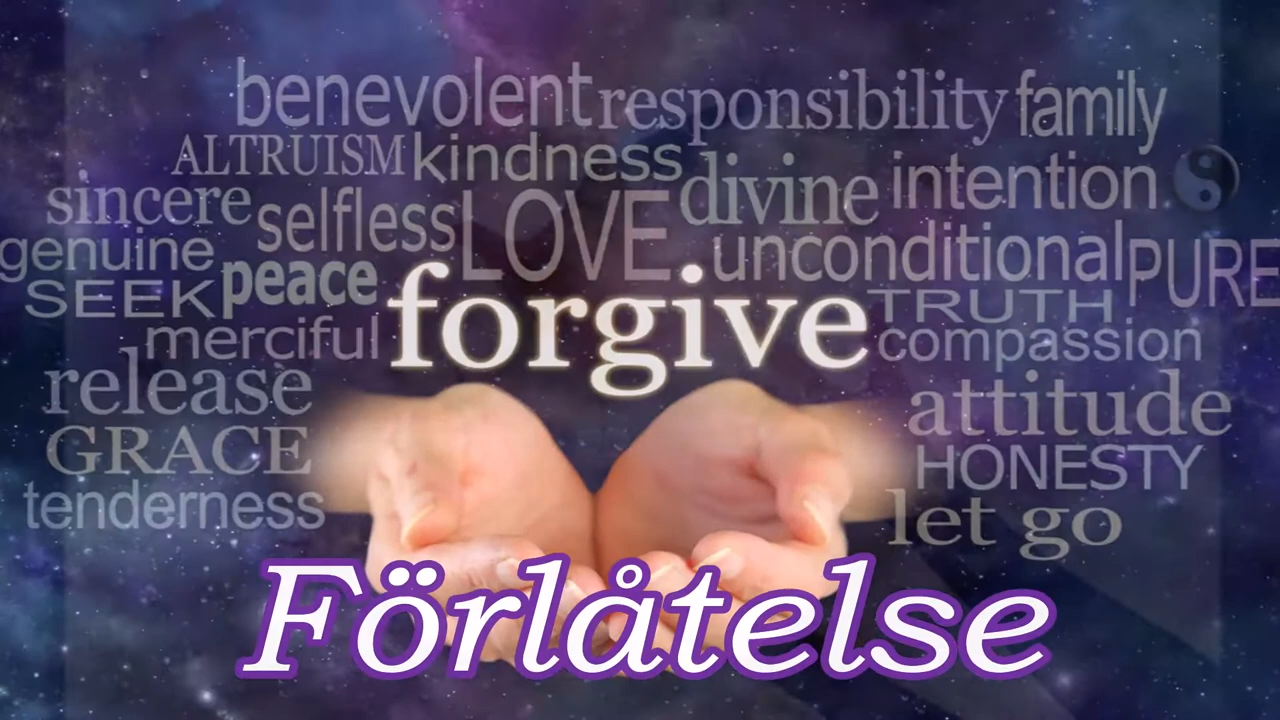 benevolent responsibility family
ALTRUISM kindness
sincere selfless LOVE divine intention
genuine peace unconditional PURE
SEEK forgive TRUTH
merciful compassion
release attitude
GRACE HONESTY
tenderness let go
Förlåtelse